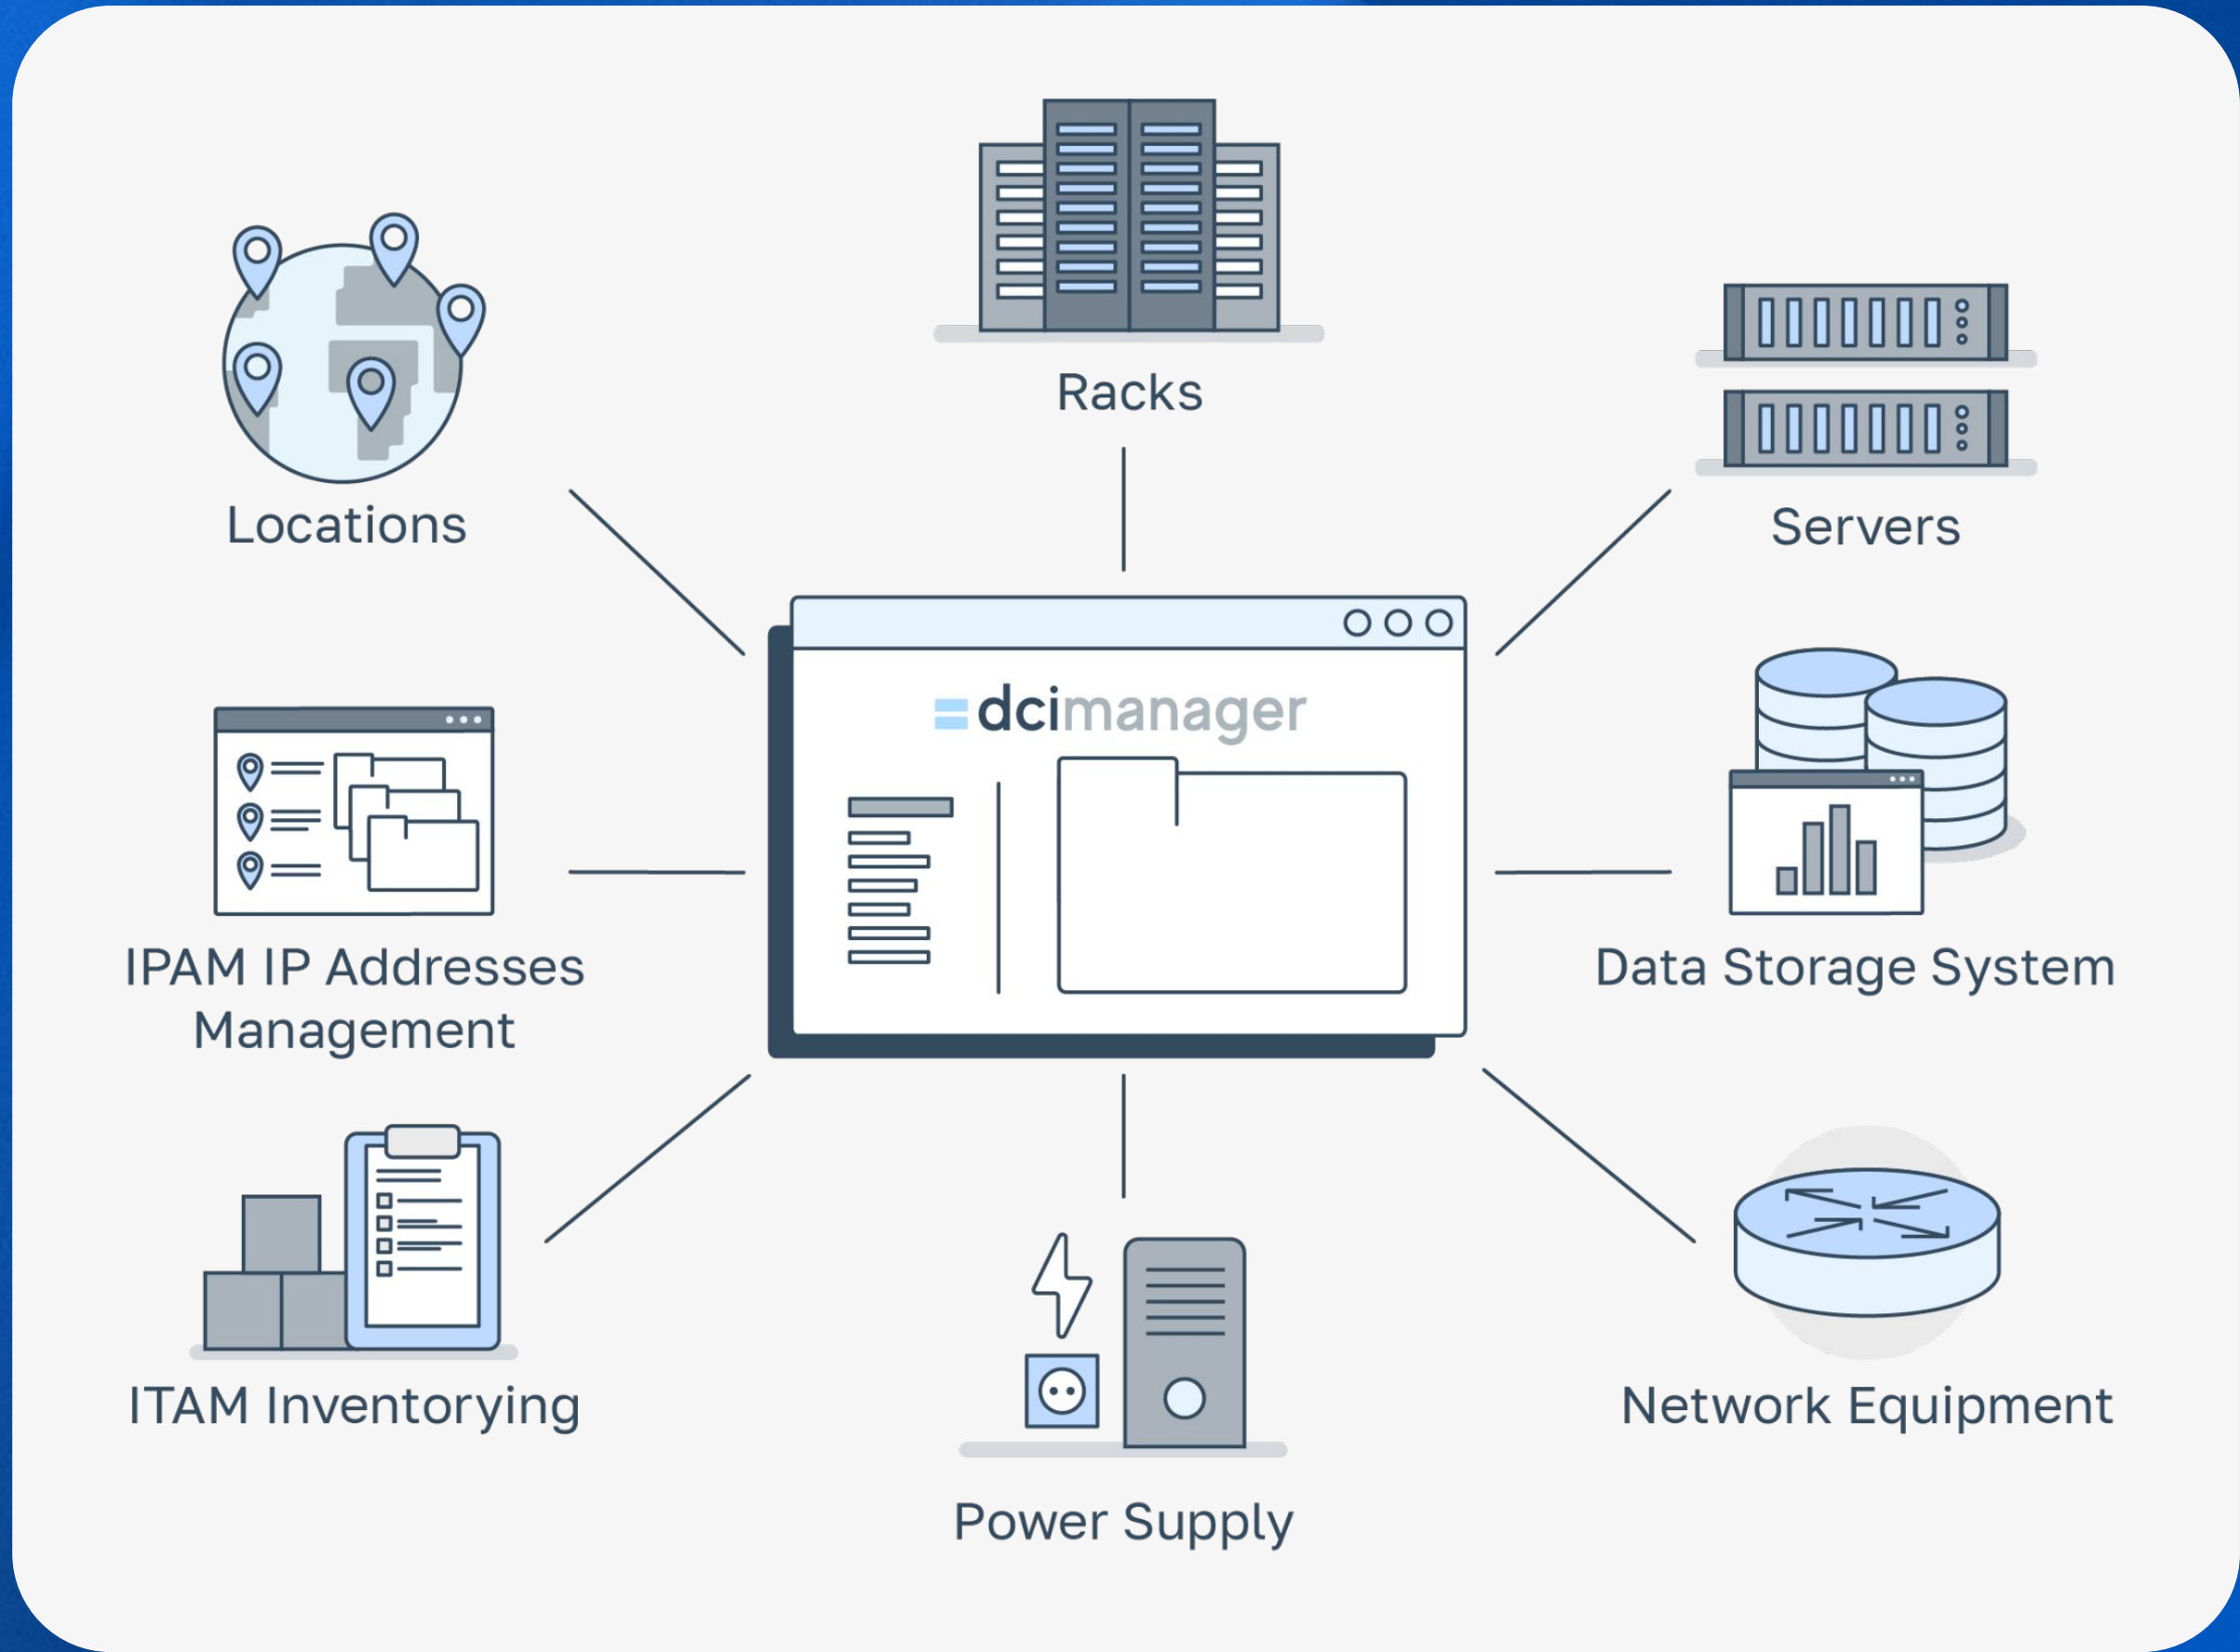 Racks
Locations
Servers
dcimanager
IPAM IP Addresses
Management
Data Storage System
ITAM Inventorying
Network Equipment
Power Supply